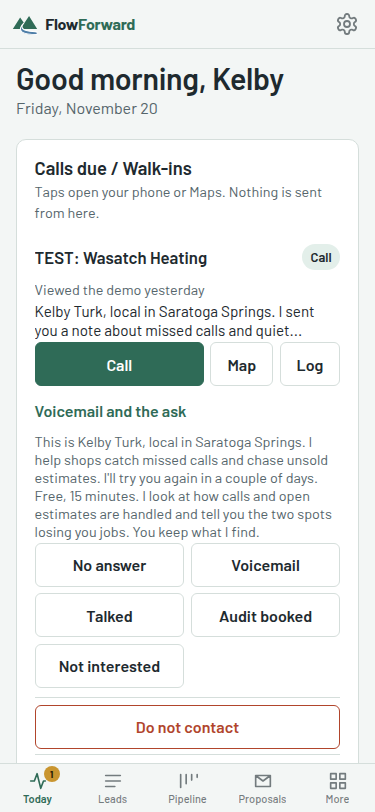 FlowForward
Good morning, Kelby
Friday, November 20
Calls due / Walk-ins
Taps open your phone or Maps. Nothing is sent
from here.
TEST: Wasatch Heating
Call
Viewed the demo yesterday
Kelby Turk, local in Saratoga Springs. I sent
you a note about missed calls and quiet...
Call
Map
Log
Voicemail and the ask
This is Kelby Turk, local in Saratoga Springs. I
help shops catch missed calls and chase unsold
estimates. I'll try you again in a couple of days.
Free, 15 minutes. I look at how calls and open
estimates are handled and tell you the two spots
losing you jobs. You keep what I find.
No answer
Voicemail
Talked
Audit booked
Not interested
Do not contact
1
Today
Leads
Pipeline
Proposals
More